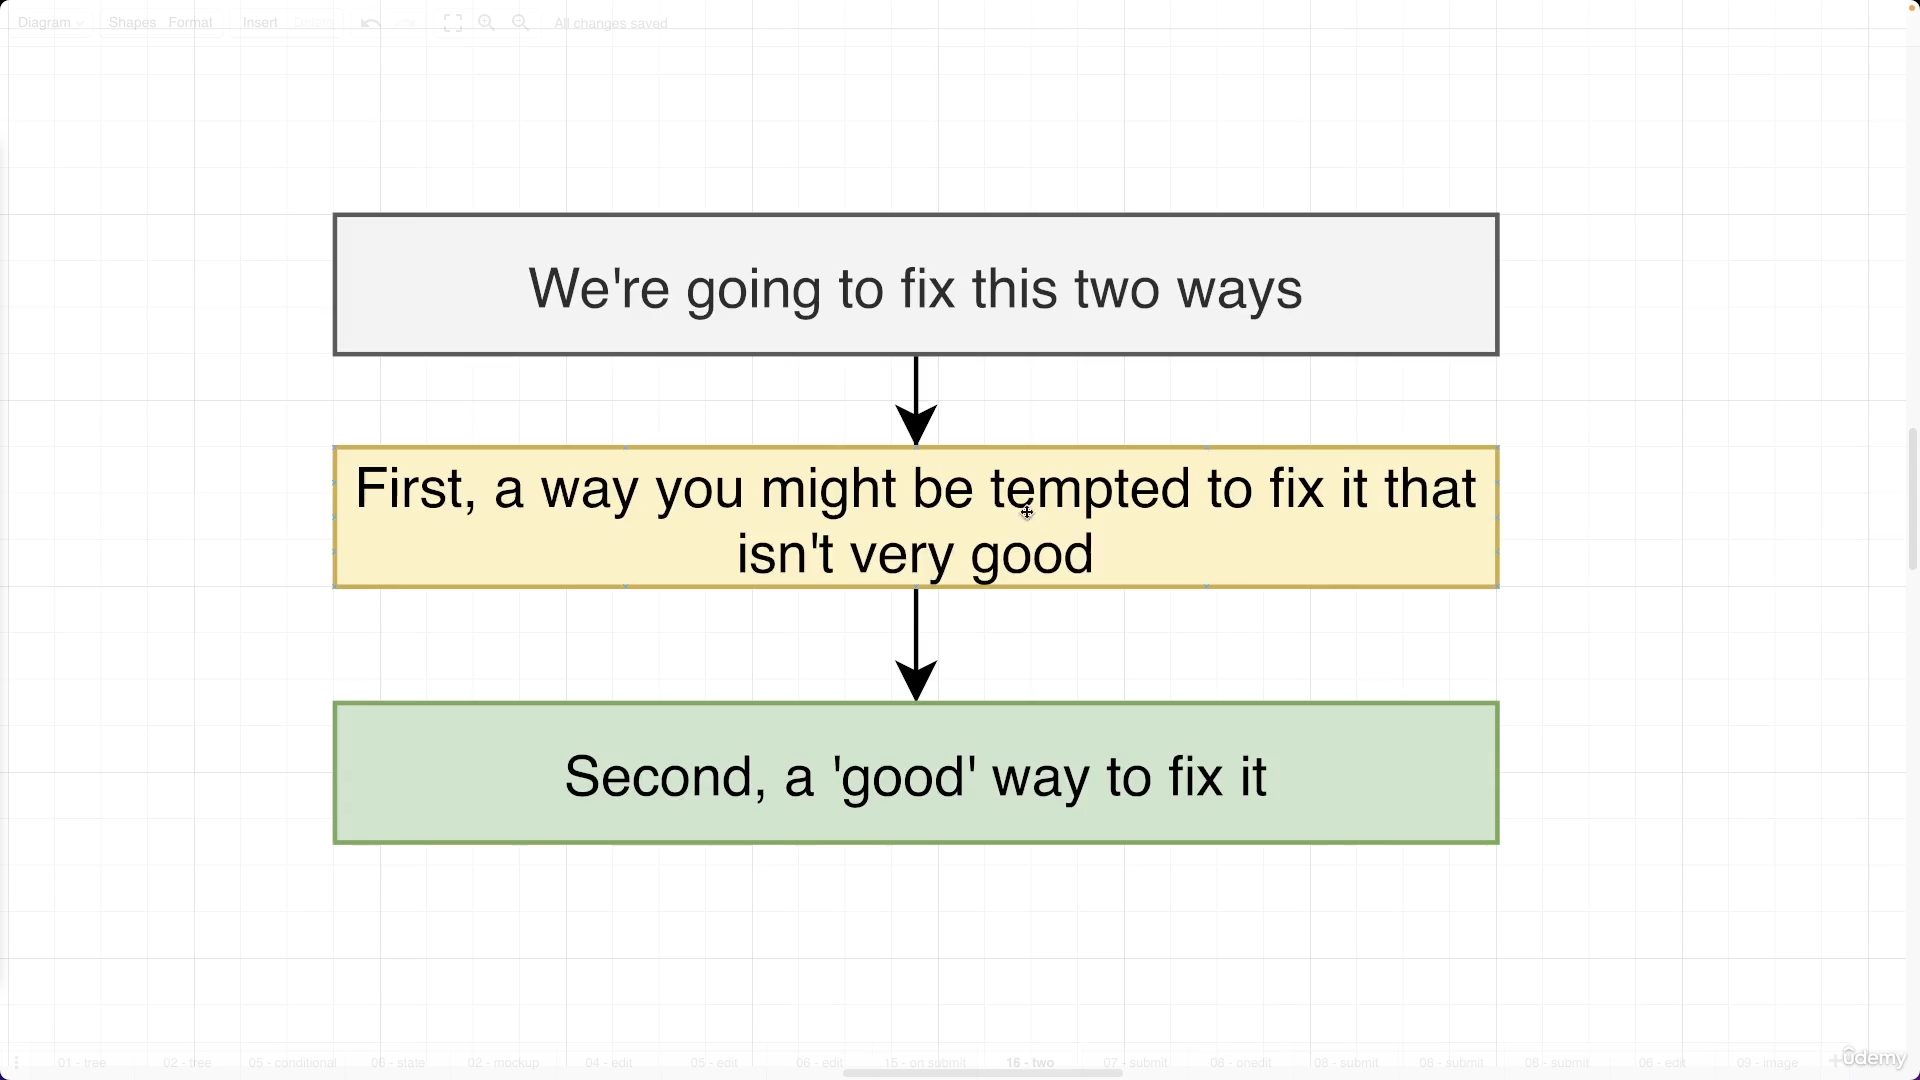 Diagram Shapes Format Insert Delete All changes saved
We're going to fix this two ways
First, a way you might be tempted to fix it that
isn't very good
Second, a 'good' way to fix it
01 - tree 02 - tree 05 - conditional 06 - state 02 - mockup 04 - edit 05 - edit 06 - edit 15 - on submit 16 - two 07 - submit 08 - onedit 08 - submit 08 - submit 08 - submit 06 - edit 09 - image
ûdemy